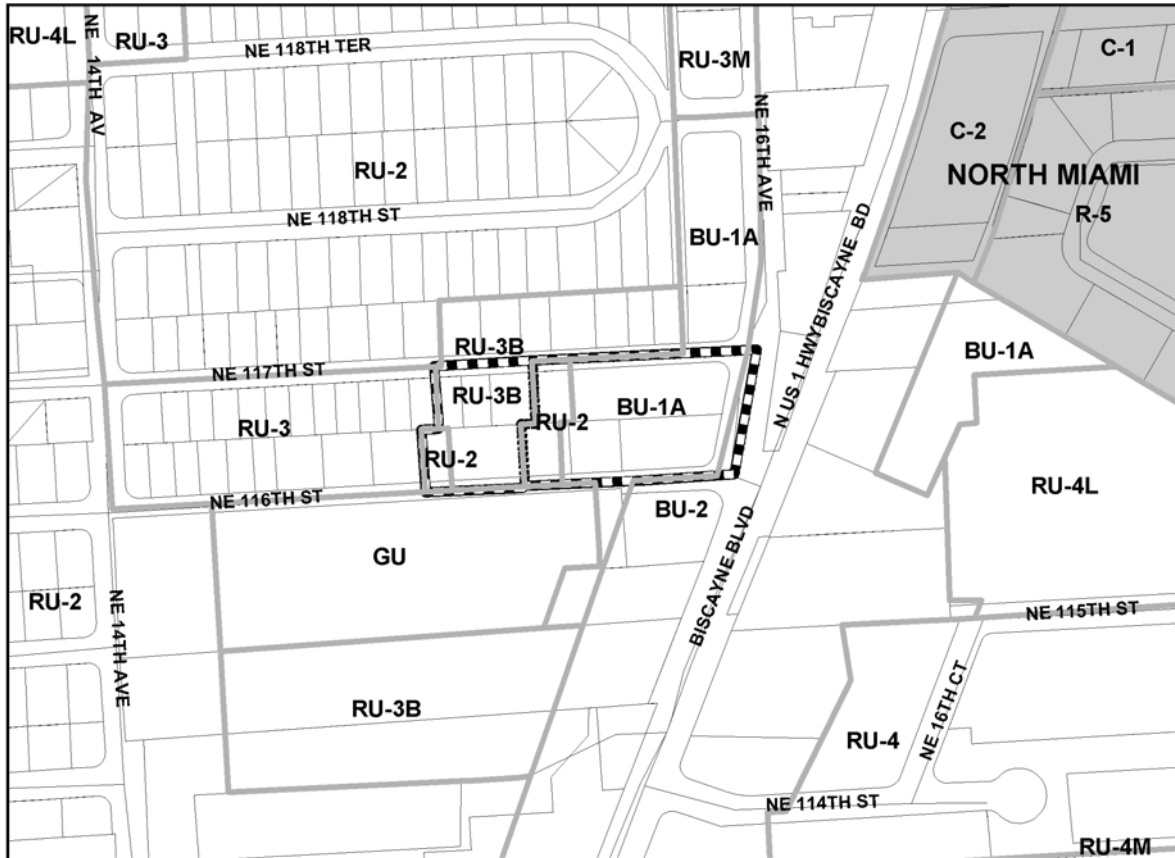 RU-4L
NE 14TH AV
RU-3
NE 118TH TER
RU-3M
C-1
NE 16TH AVE
C-2
RU-2
NORTH MIAMI
R-5
NE 118TH ST
BU-1A
N US 1 HWYBISCAYNE BD
RU-3B
BU-1A
NE 117TH ST
RU-3B
BU-1A
RU-3
RU-2
RU-2
NE 116TH ST
RU-4L
BU-2
GU
BISCAYNE BLVD
RU-2
NE 14TH AVE
NE 115TH ST
RU-3B
RU-4
NE 16TH CT
NE 114TH ST
RU-4M